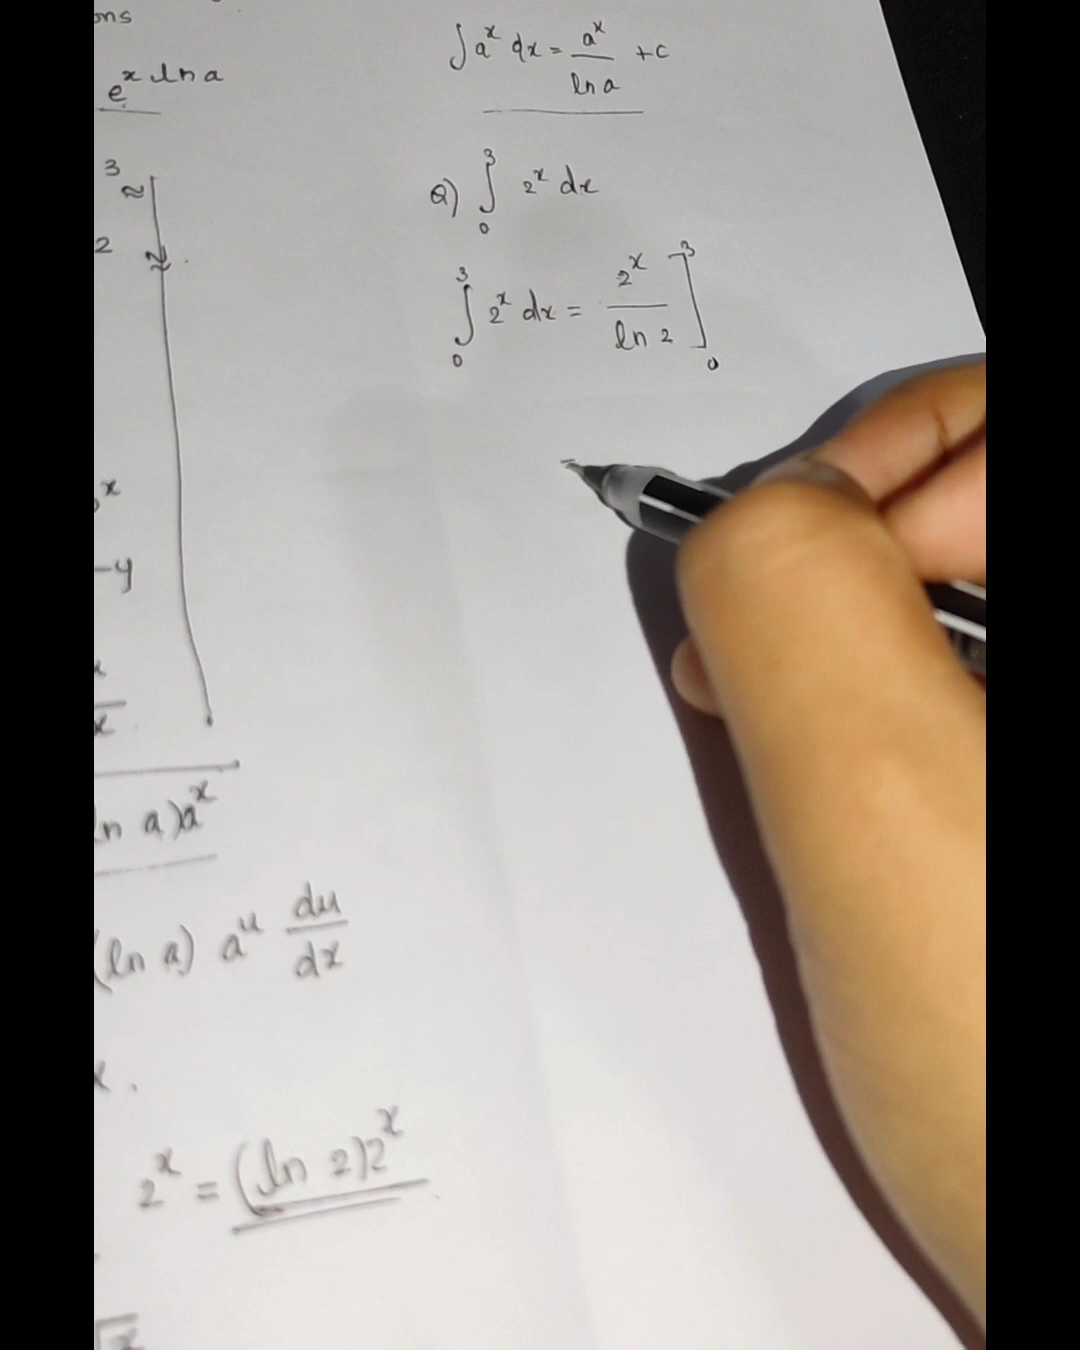 ons
e^x ln a
3 ≈
2 ≈
x
-y
x
x
ln a)a^x
(ln a) a^u du/dx
x.
2^x = (ln 2)2^x
√x
∫a^x dx = a^x/ln a + c
Q) ∫₀³ 2^x dx
∫₀³ 2^x dx = 2^x/ln 2 ]₀³
=